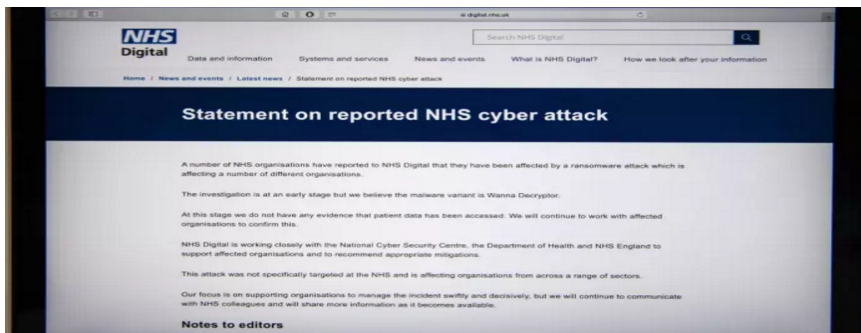 digital.nhs.uk
NHS
Digital
Search NHS Digital
Data and information Systems and services News and events What is NHS Digital? How we look after your information
Home / News and events / Latest news / Statement on reported NHS cyber attack
Statement on reported NHS cyber attack
A number of NHS organisations have reported to NHS Digital that they have been affected by a ransomware attack which is
affecting a number of different organisations.
The investigation is at an early stage but we believe the malware variant is Wanna Decryptor.
At this stage we do not have any evidence that patient data has been accessed. We will continue to work with affected
organisations to confirm this.
NHS Digital is working closely with the National Cyber Security Centre, the Department of Health and NHS England to
support affected organisations and to recommend appropriate mitigations.
This attack was not specifically targeted at the NHS and is affecting organisations from across a range of sectors.
Our focus is on supporting organisations to manage the incident swiftly and decisively, but we will continue to communicate
with NHS colleagues and will share more information as it becomes available.
Notes to editors